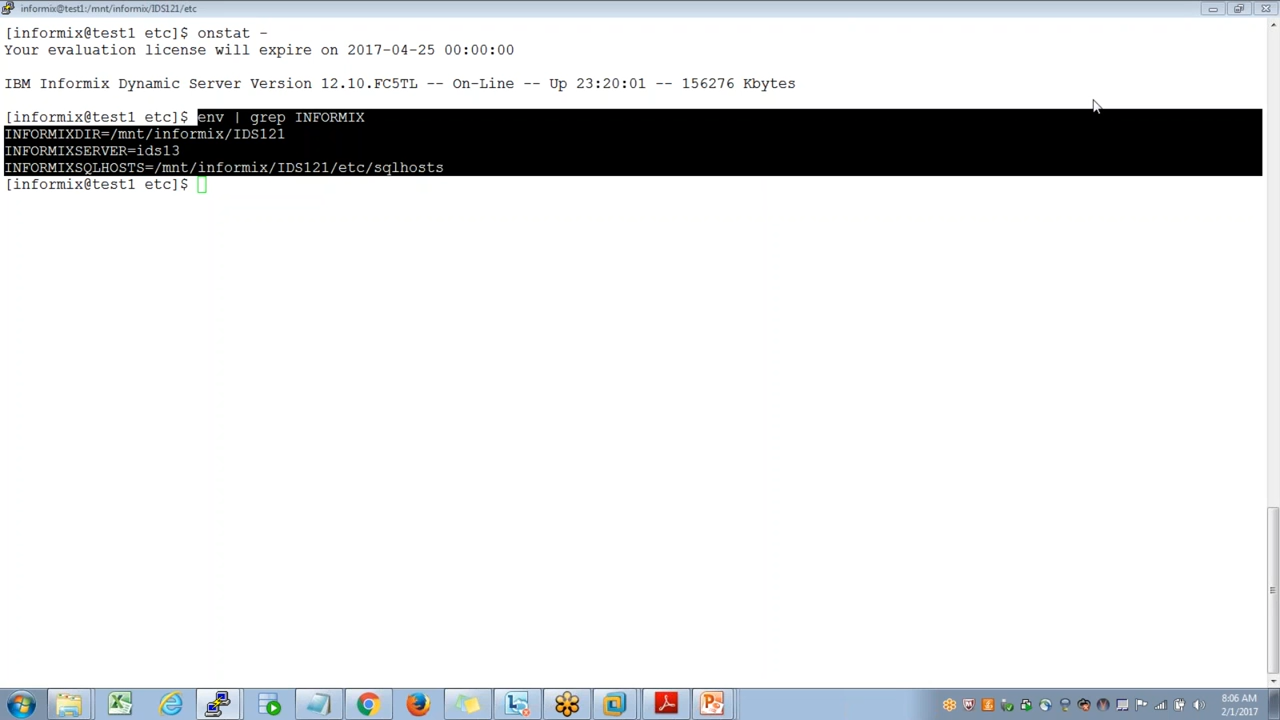 informix@test1:/mnt/informix/IDS121/etc
[informix@test1 etc]$ onstat -
Your evaluation license will expire on 2017-04-25 00:00:00
IBM Informix Dynamic Server Version 12.10.FC5TL -- On-Line -- Up 23:20:01 -- 156276 Kbytes
[informix@test1 etc]$ env | grep INFORMIX
INFORMIXDIR=/mnt/informix/IDS121
INFORMIXSERVER=ids13
INFORMIXSQLHOSTS=/mnt/informix/IDS121/etc/sqlhosts
[informix@test1 etc]$
8:06 AM
2/1/2017